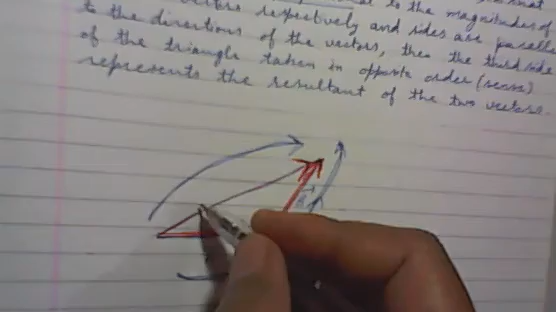 vectors respectively and sides are parallel
to the directions of the vectors, then the third side
of the triangle taken in opposite order (sense)
represents the resultant of the two vectors.
to the magnitudes of